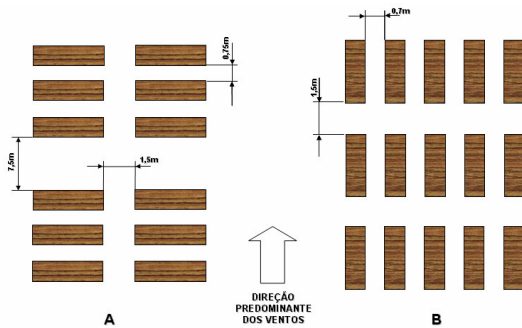 0,75m
1,5m
7,5m
A
0,7m
1,5m
B
DIREÇÃO
PREDOMINANTE
DOS VENTOS